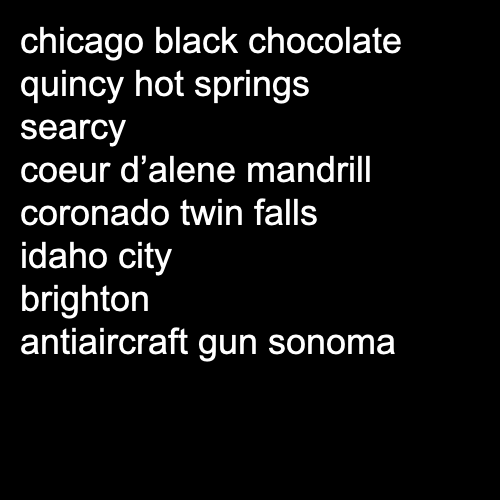 chicago black chocolate
quincy hot springs
searcy
coeur d’alene mandrill
coronado twin falls
idaho city
brighton
antiaircraft gun sonoma